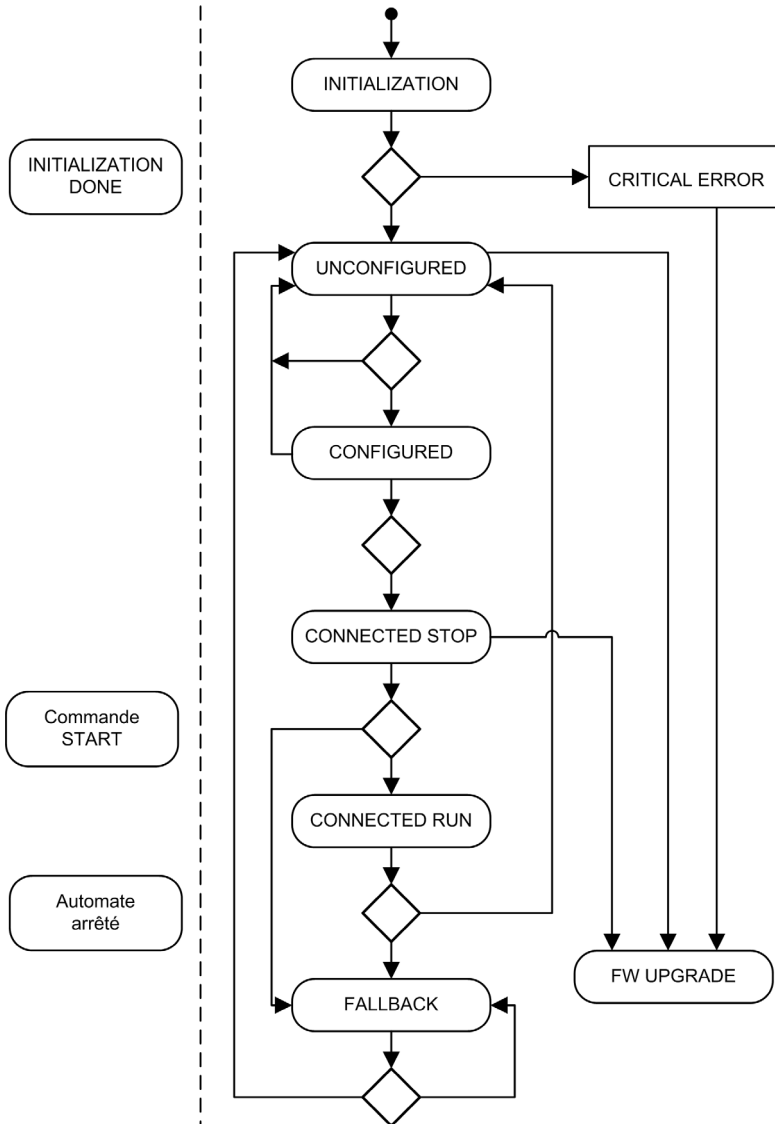 INITIALIZATION
INITIALIZATION
DONE
CRITICAL ERROR
UNCONFIGURED
CONFIGURED
CONNECTED STOP
Commande
START
CONNECTED RUN
Automate
arrêté
FW UPGRADE
FALLBACK